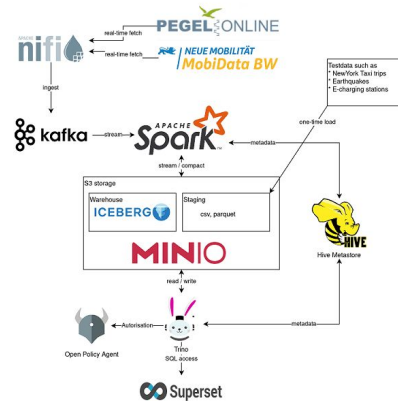 PEGELONLINE
real-time fetch
nifi
real-time fetch
NEUE MOBILITÄT
MobiData BW
Testdata such as
* NewYork Taxi trips
* Earthquakes
* E-charging stations
ingest
kafka
stream
APACHE
Spark
one-time load
metadata
stream / compact
S3 storage
Warehouse
ICEBERG
Staging
csv, parquet
MINIO
HIVE
Hive Metastore
read / write
Autorisation
metadata
Open Policy Agent
Trino
SQL access
Superset